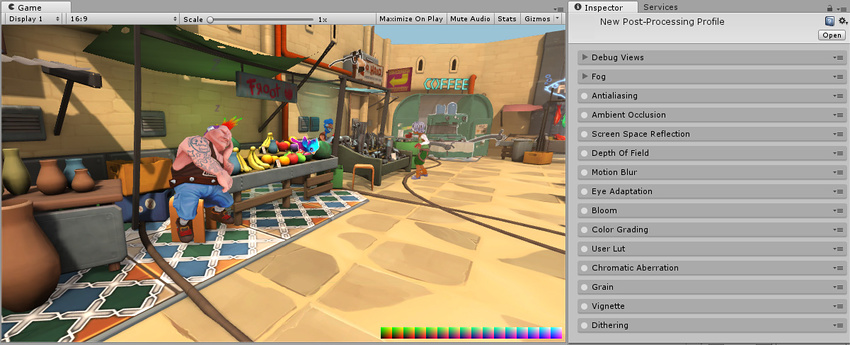 Game
Display 1
16:9
Scale
1x
Maximize On Play
Mute Audio
Stats
Gizmos
COFFEE
Inspector
Services
New Post-Processing Profile
Open
Debug Views
Fog
Antialiasing
Ambient Occlusion
Screen Space Reflection
Depth Of Field
Motion Blur
Eye Adaptation
Bloom
Color Grading
User Lut
Chromatic Aberration
Grain
Vignette
Dithering